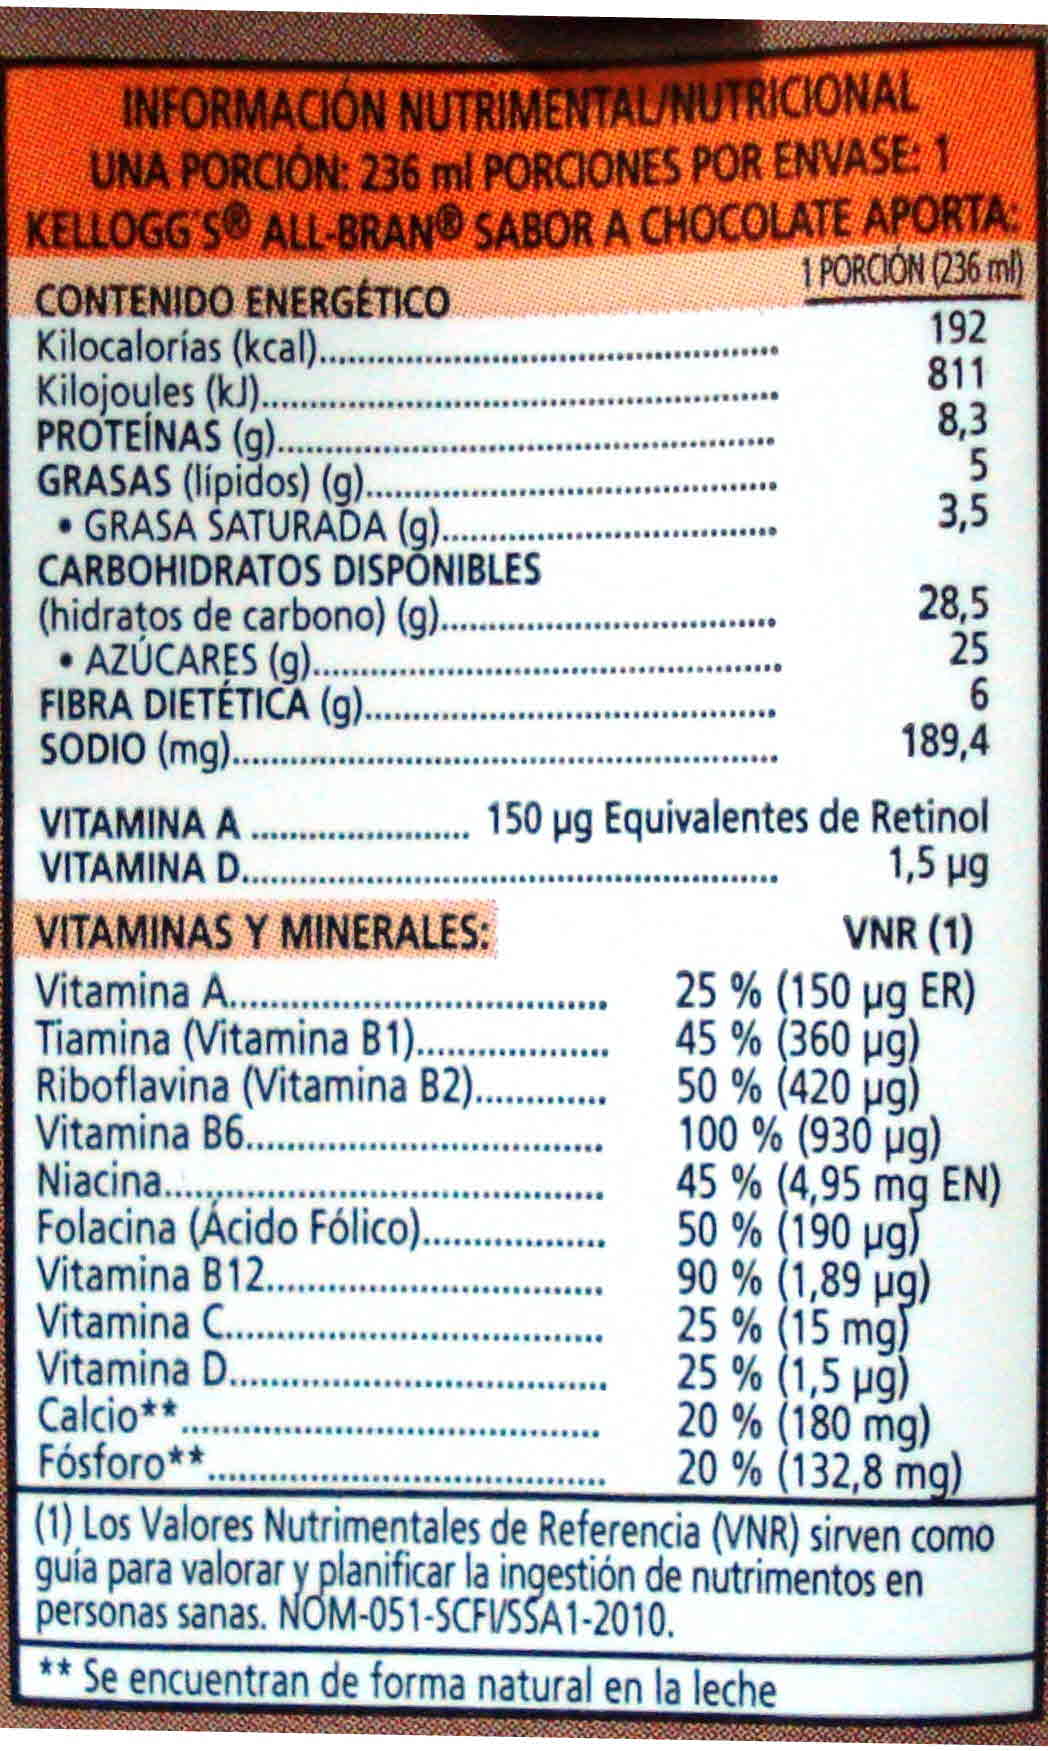 INFORMACIÓN NUTRIMENTAL/NUTRICIONAL
UNA PORCIÓN: 236 ml PORCIONES POR ENVASE: 1
KELLOGG'S® ALL-BRAN® SABOR A CHOCOLATE APORTA:
1 PORCIÓN (236 ml)
CONTENIDO ENERGÉTICO
Kilocalorías (kcal)........ 192
Kilojoules (kJ)........ 811
PROTEÍNAS (g)........ 8,3
GRASAS (lípidos) (g)........ 5
• GRASA SATURADA (g)........ 3,5
CARBOHIDRATOS DISPONIBLES
(hidratos de carbono) (g)........ 28,5
• AZÚCARES (g)........ 25
FIBRA DIETÉTICA (g)........ 6
SODIO (mg)........ 189,4
VITAMINA A ........ 150 µg Equivalentes de Retinol
VITAMINA D........ 1,5 µg
VITAMINAS Y MINERALES: VNR (1)
Vitamina A........ 25 % (150 µg ER)
Tiamina (Vitamina B1)........ 45 % (360 µg)
Riboflavina (Vitamina B2)........ 50 % (420 µg)
Vitamina B6........ 100 % (930 µg)
Niacina........ 45 % (4,95 mg EN)
Folacina (Ácido Fólico)........ 50 % (190 µg)
Vitamina B12........ 90 % (1,89 µg)
Vitamina C........ 25 % (15 mg)
Vitamina D........ 25 % (1,5 µg)
Calcio**........ 20 % (180 mg)
Fósforo**........ 20 % (132,8 mg)
(1) Los Valores Nutrimentales de Referencia (VNR) sirven como
guía para valorar y planificar la ingestión de nutrimentos en
personas sanas. NOM-051-SCFI/SSA1-2010.
** Se encuentran de forma natural en la leche